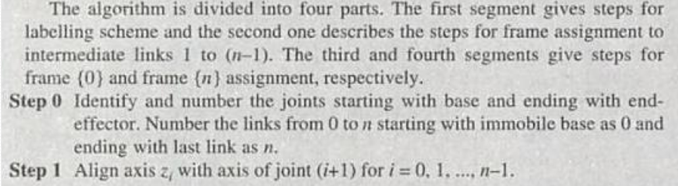 The algorithm is divided into four parts. The first segment gives steps for
labelling scheme and the second one describes the steps for frame assignment to
intermediate links 1 to (n–1). The third and fourth segments give steps for
frame {0} and frame {n} assignment, respectively.
Step 0 Identify and number the joints starting with base and ending with end-
effector. Number the links from 0 to n starting with immobile base as 0 and
ending with last link as n.
Step 1 Align axis zᵢ with axis of joint (i+1) for i = 0, 1, ..., n–1.